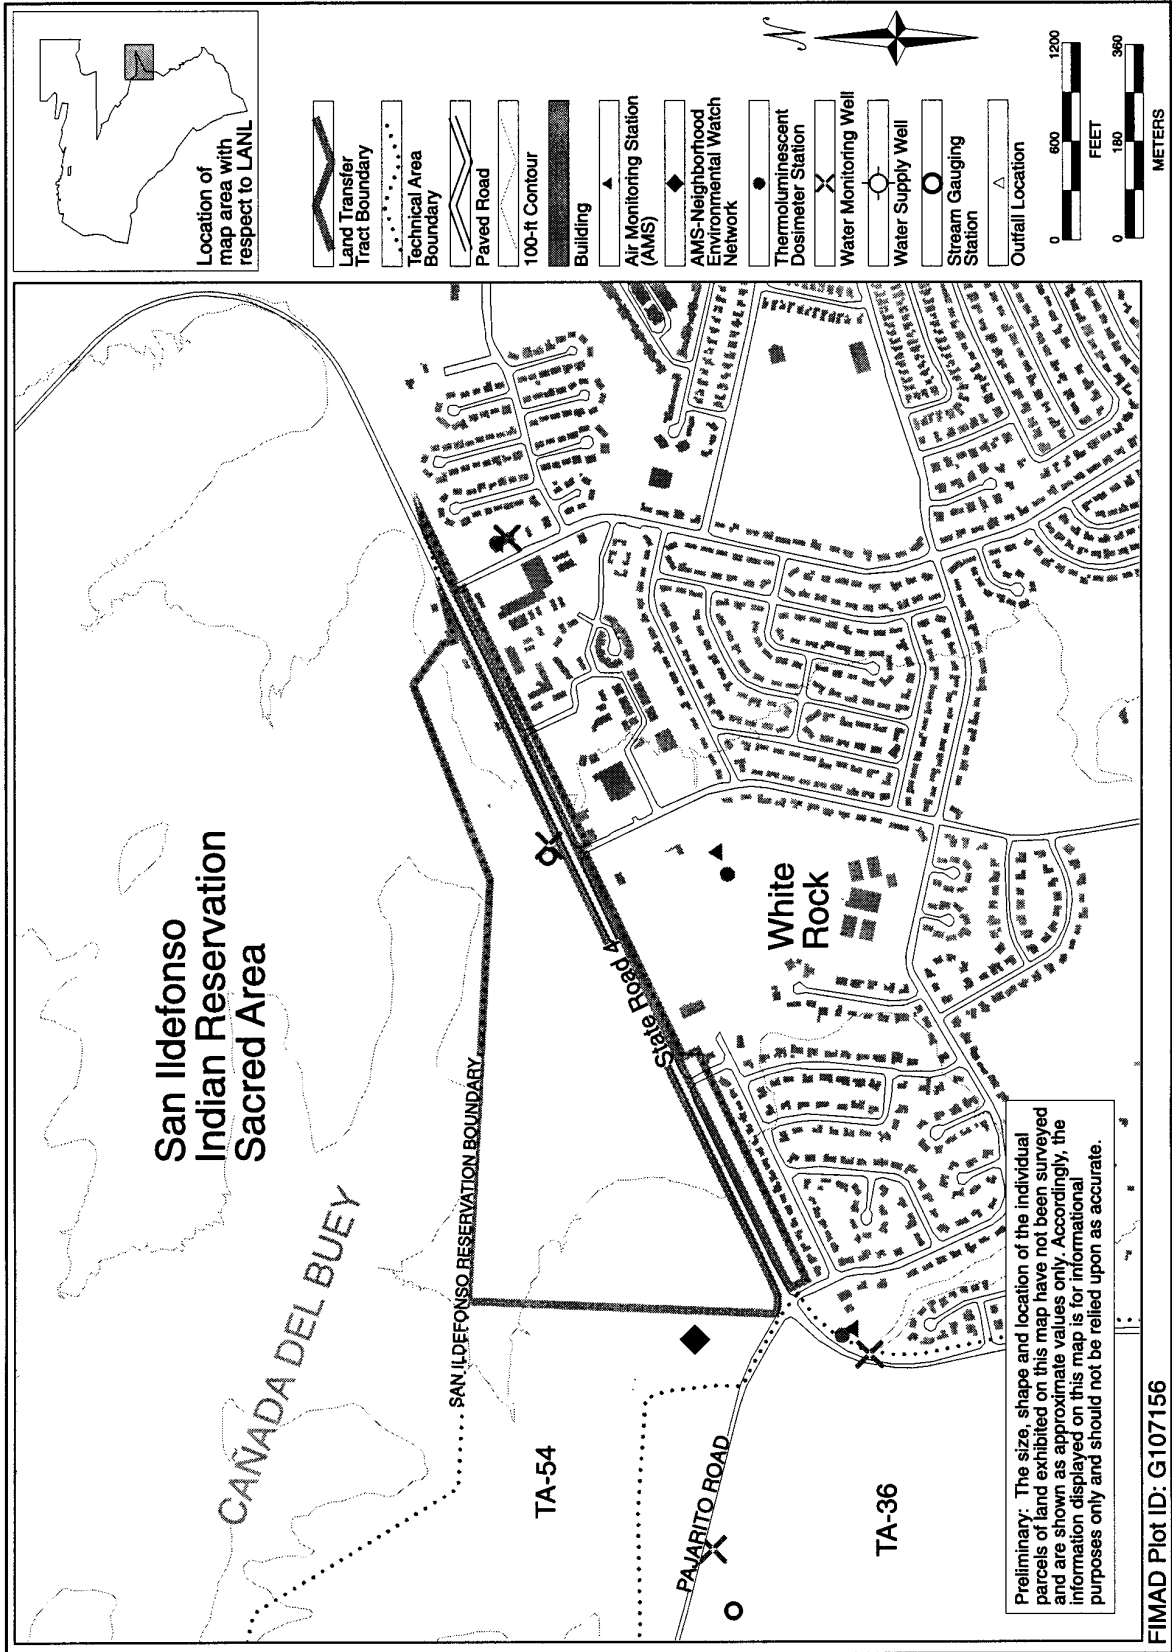 San Ildefonso
Indian Reservation
Sacred Area
CAÑADA DEL BUEY
SAN ILDEFONSO RESERVATION BOUNDARY
State Road 4
White
Rock
TA-54
PAJARITO ROAD
TA-36
Preliminary: The size, shape and location of the individual
parcels of land exhibited on this map have not been surveyed
and are shown as approximate values only. Accordingly, the
information displayed on this map is for informational
purposes only and should not be relied upon as accurate.
FIMAD Plot ID: G107156
Location of
map area with
respect to LANL
Land Transfer
Tract Boundary
Technical Area
Boundary
Paved Road
100-ft Contour
Building
Air Monitoring Station
(AMS)
AMS-Neighborhood
Environmental Watch
Network
Thermoluminescent
Dosimeter Station
Water Monitoring Well
Water Supply Well
Stream Gauging
Station
Outfall Location
N
0 600 1200
FEET
0 180 360
METERS